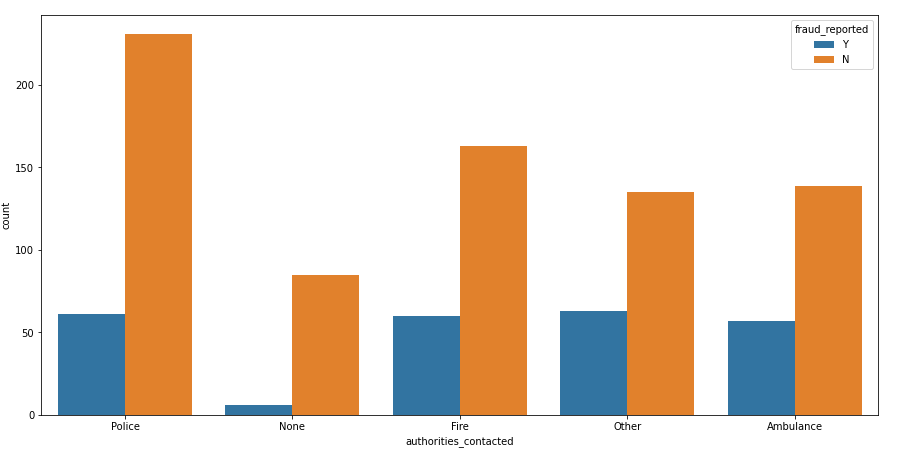 fraud_reported
Y
N
200
150
100
50
0
count
Police
None
Fire
Other
Ambulance
authorities_contacted